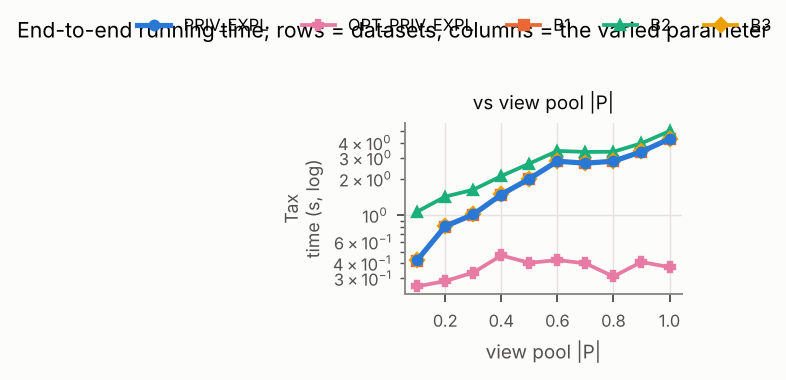 End-to-end running time; rows = datasets, columns = the varied parameter
PRIV_EXPL OPT_PRIV_EXPL B1 B2 B3
vs view pool |P|
Tax
time (s, log)
4 × 10⁰
3 × 10⁰
2 × 10⁰
10⁰
6 × 10⁻¹
4 × 10⁻¹
3 × 10⁻¹
0.2 0.4 0.6 0.8 1.0
view pool |P|